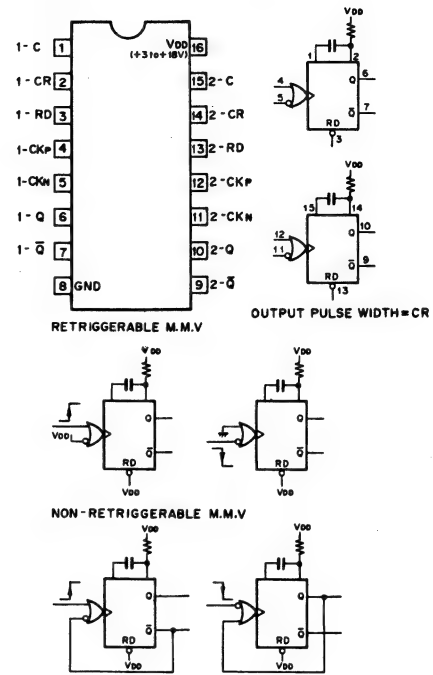 1-C 1 VDD 16
(+3 to +18V)
1-CR 2 15 2-C
1-RD 3 14 2-CR
1-CKP 4 13 2-RD
1-CKN 5 12 2-CKP
1-Q 6 11 2-CKN
1-Q̅ 7 10 2-Q
8 GND 9 2-Q̅
VDD
1 2
4 Q 6
5 Q̅ 7
RD
3
VDD
15 14
12 Q 10
11 Q̅ 9
RD
13
OUTPUT PULSE WIDTH=CR
RETRIGGERABLE M.M.V
VDD VDD
Q Q
VDD Q̅ Q̅
RD RD
VDD VDD
NON-RETRIGGERABLE M.M.V
VDD VDD
Q Q
Q̅ Q̅
RD RD
VDD VDD